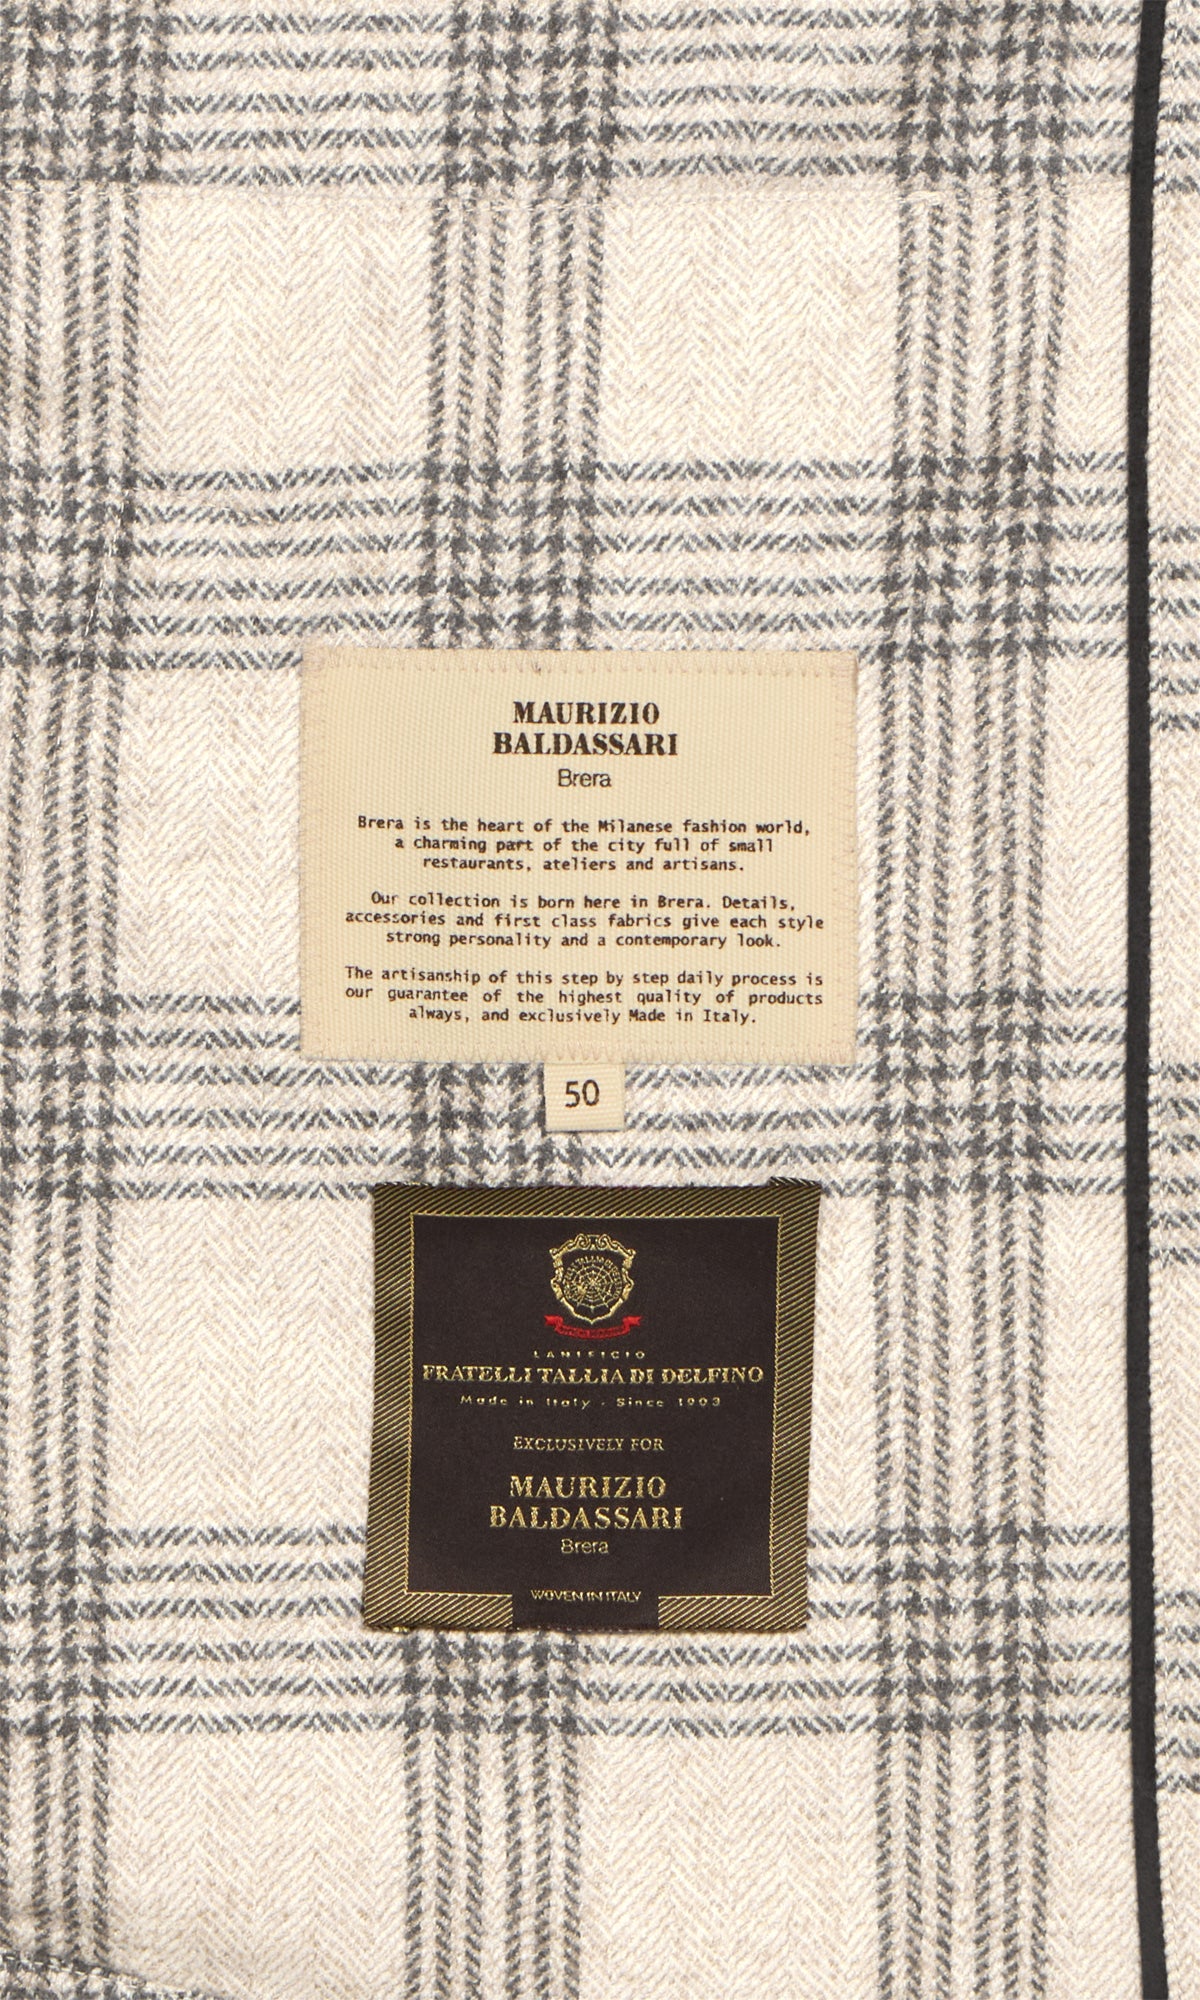 MAURIZIO
BALDASSARI
Brera
Brera is the heart of the Milanese fashion world,
a charming part of the city full of small
restaurants, ateliers and artisans.
Our collection is born here in Brera. Details,
accessories and first class fabrics give each style
strong personality and a contemporary look.
The artisanship of this step by step daily process is
our guarantee of the highest quality of products
always, and exclusively Made in Italy.
50
LANIFICIO
FRATELLI TALLIA DI DELFINO
Made in Italy - Since 1903
EXCLUSIVELY FOR
MAURIZIO
BALDASSARI
Brera
WOVEN IN ITALY